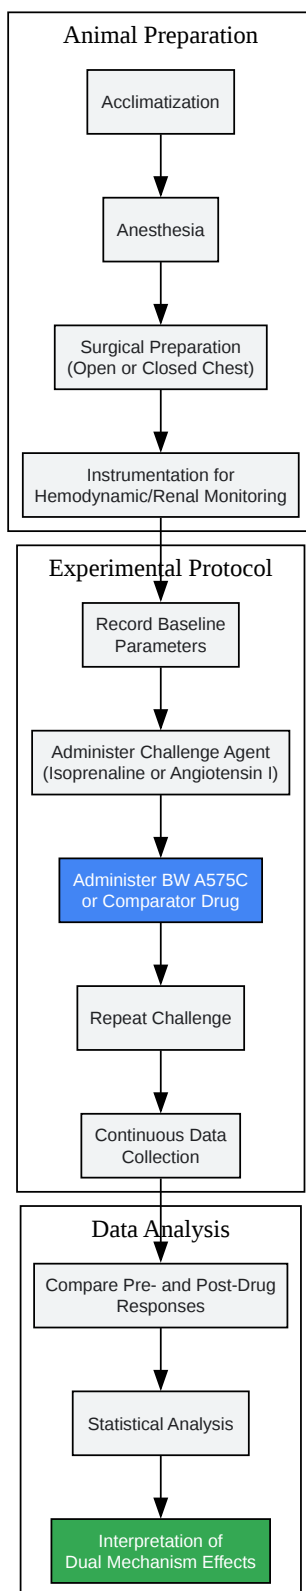 Animal Preparation
Acclimatization
Anesthesia
Surgical Preparation
(Open or Closed Chest)
Instrumentation for
Hemodynamic/Renal Monitoring
Experimental Protocol
Record Baseline
Parameters
Administer Challenge Agent
(Isoprenaline or Angiotensin I)
Administer BW A575C
or Comparator Drug
Repeat Challenge
Continuous Data
Collection
Data Analysis
Compare Pre- and Post-Drug
Responses
Statistical Analysis
Interpretation of
Dual Mechanism Effects